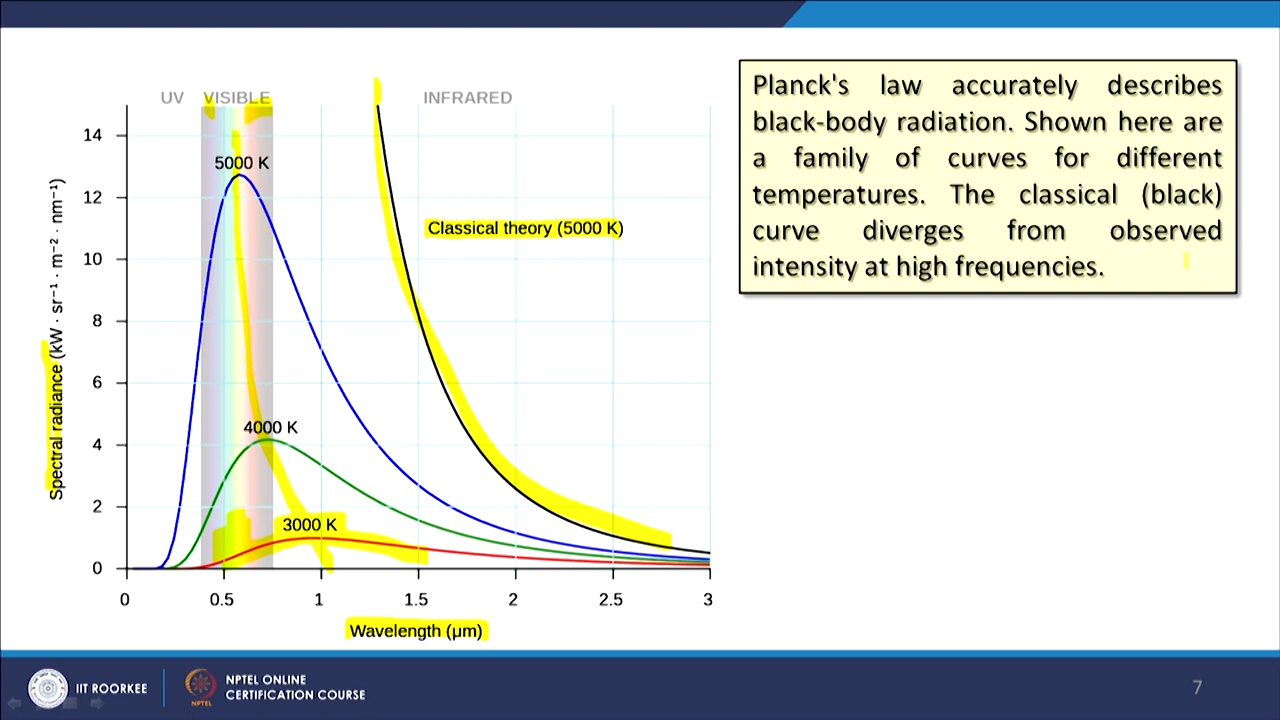 UV VISIBLE INFRARED
14
12
10
8
6
4
2
0
5000 K
4000 K
3000 K
Classical theory (5000 K)
Spectral radiance (kW · sr⁻¹ · m⁻² · nm⁻¹)
0 0.5 1 1.5 2 2.5 3
Wavelength (μm)
Planck's law accurately describes
black-body radiation. Shown here are
a family of curves for different
temperatures. The classical (black)
curve diverges from observed
intensity at high frequencies.
IIT ROORKEE
NPTEL
NPTEL ONLINE
CERTIFICATION COURSE
7